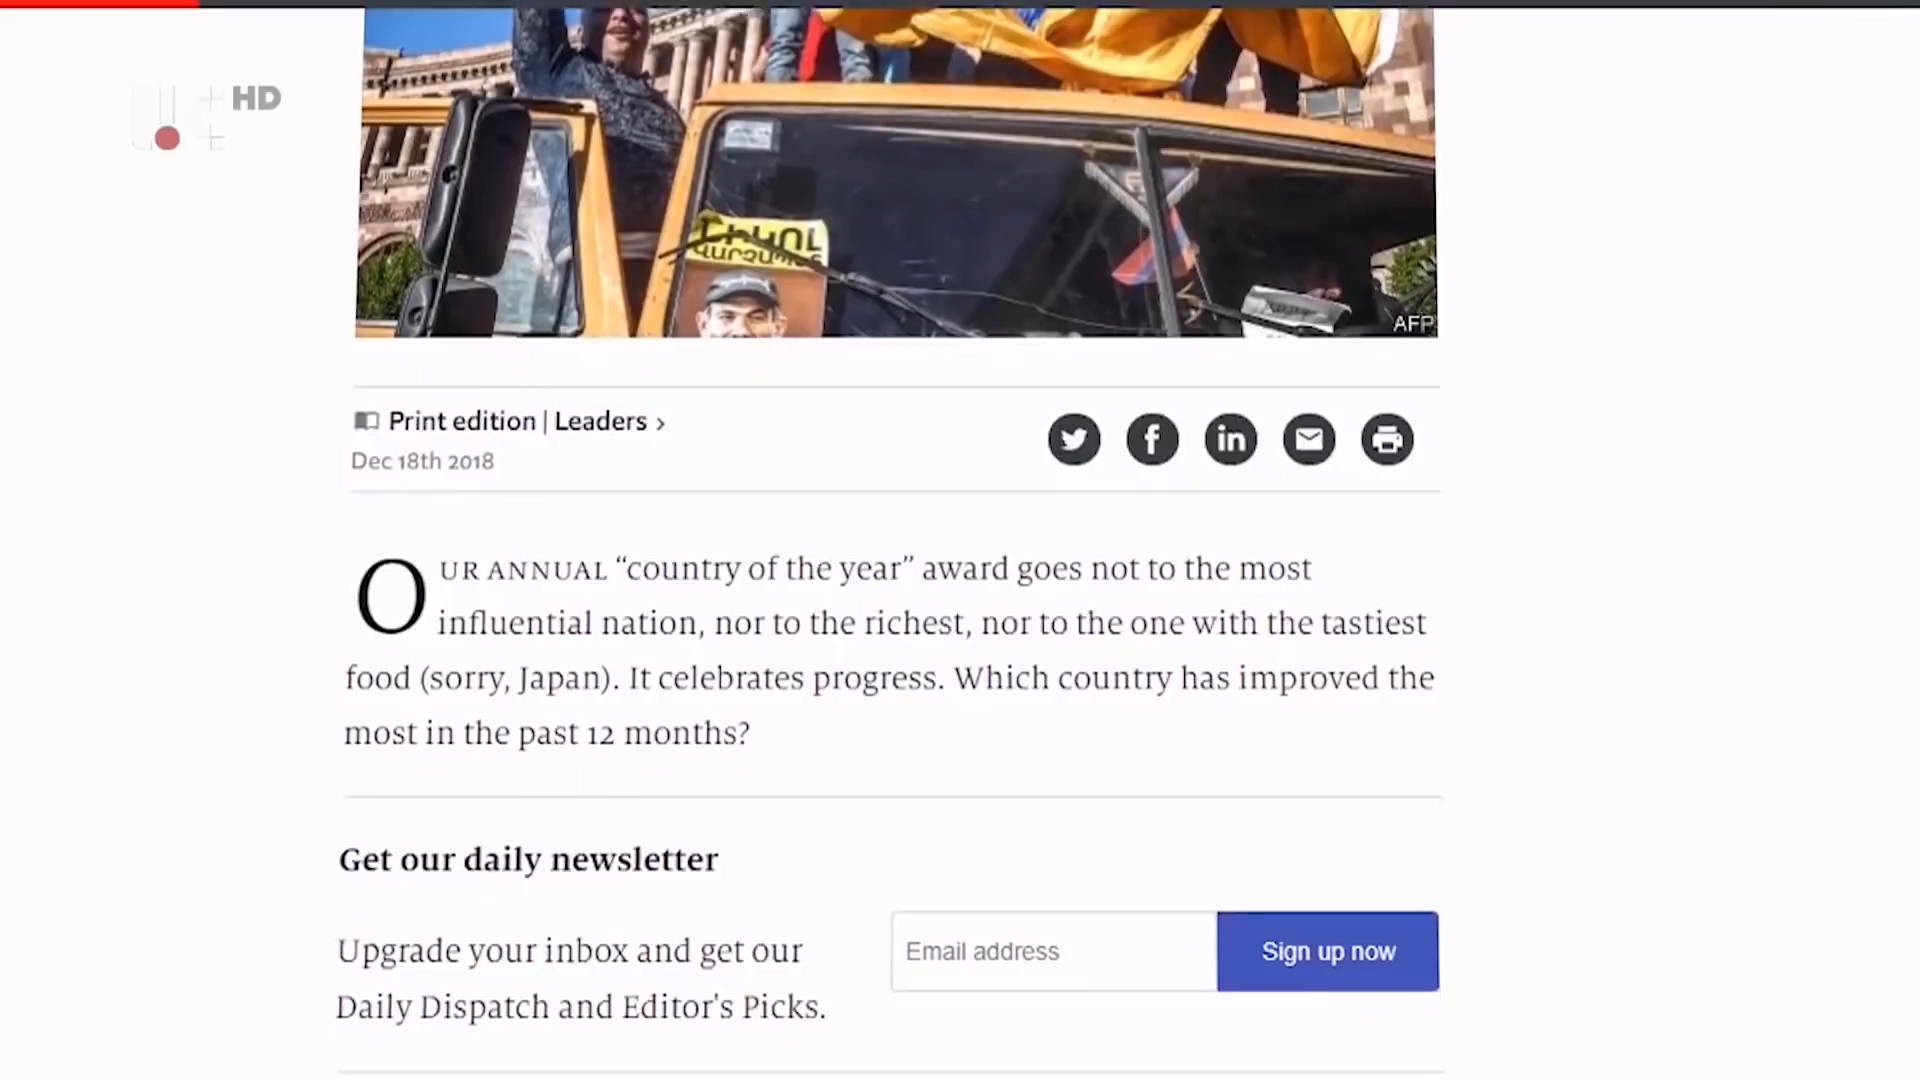 HD
ՆԻԿՈԼ
ՎԱՐՉԱՊԵՏ
AFP
Print edition | Leaders >
Dec 18th 2018
OUR ANNUAL “country of the year” award goes not to the most
influential nation, nor to the richest, nor to the one with the tastiest
food (sorry, Japan). It celebrates progress. Which country has improved the
most in the past 12 months?
Get our daily newsletter
Upgrade your inbox and get our
Daily Dispatch and Editor's Picks.
Email address
Sign up now